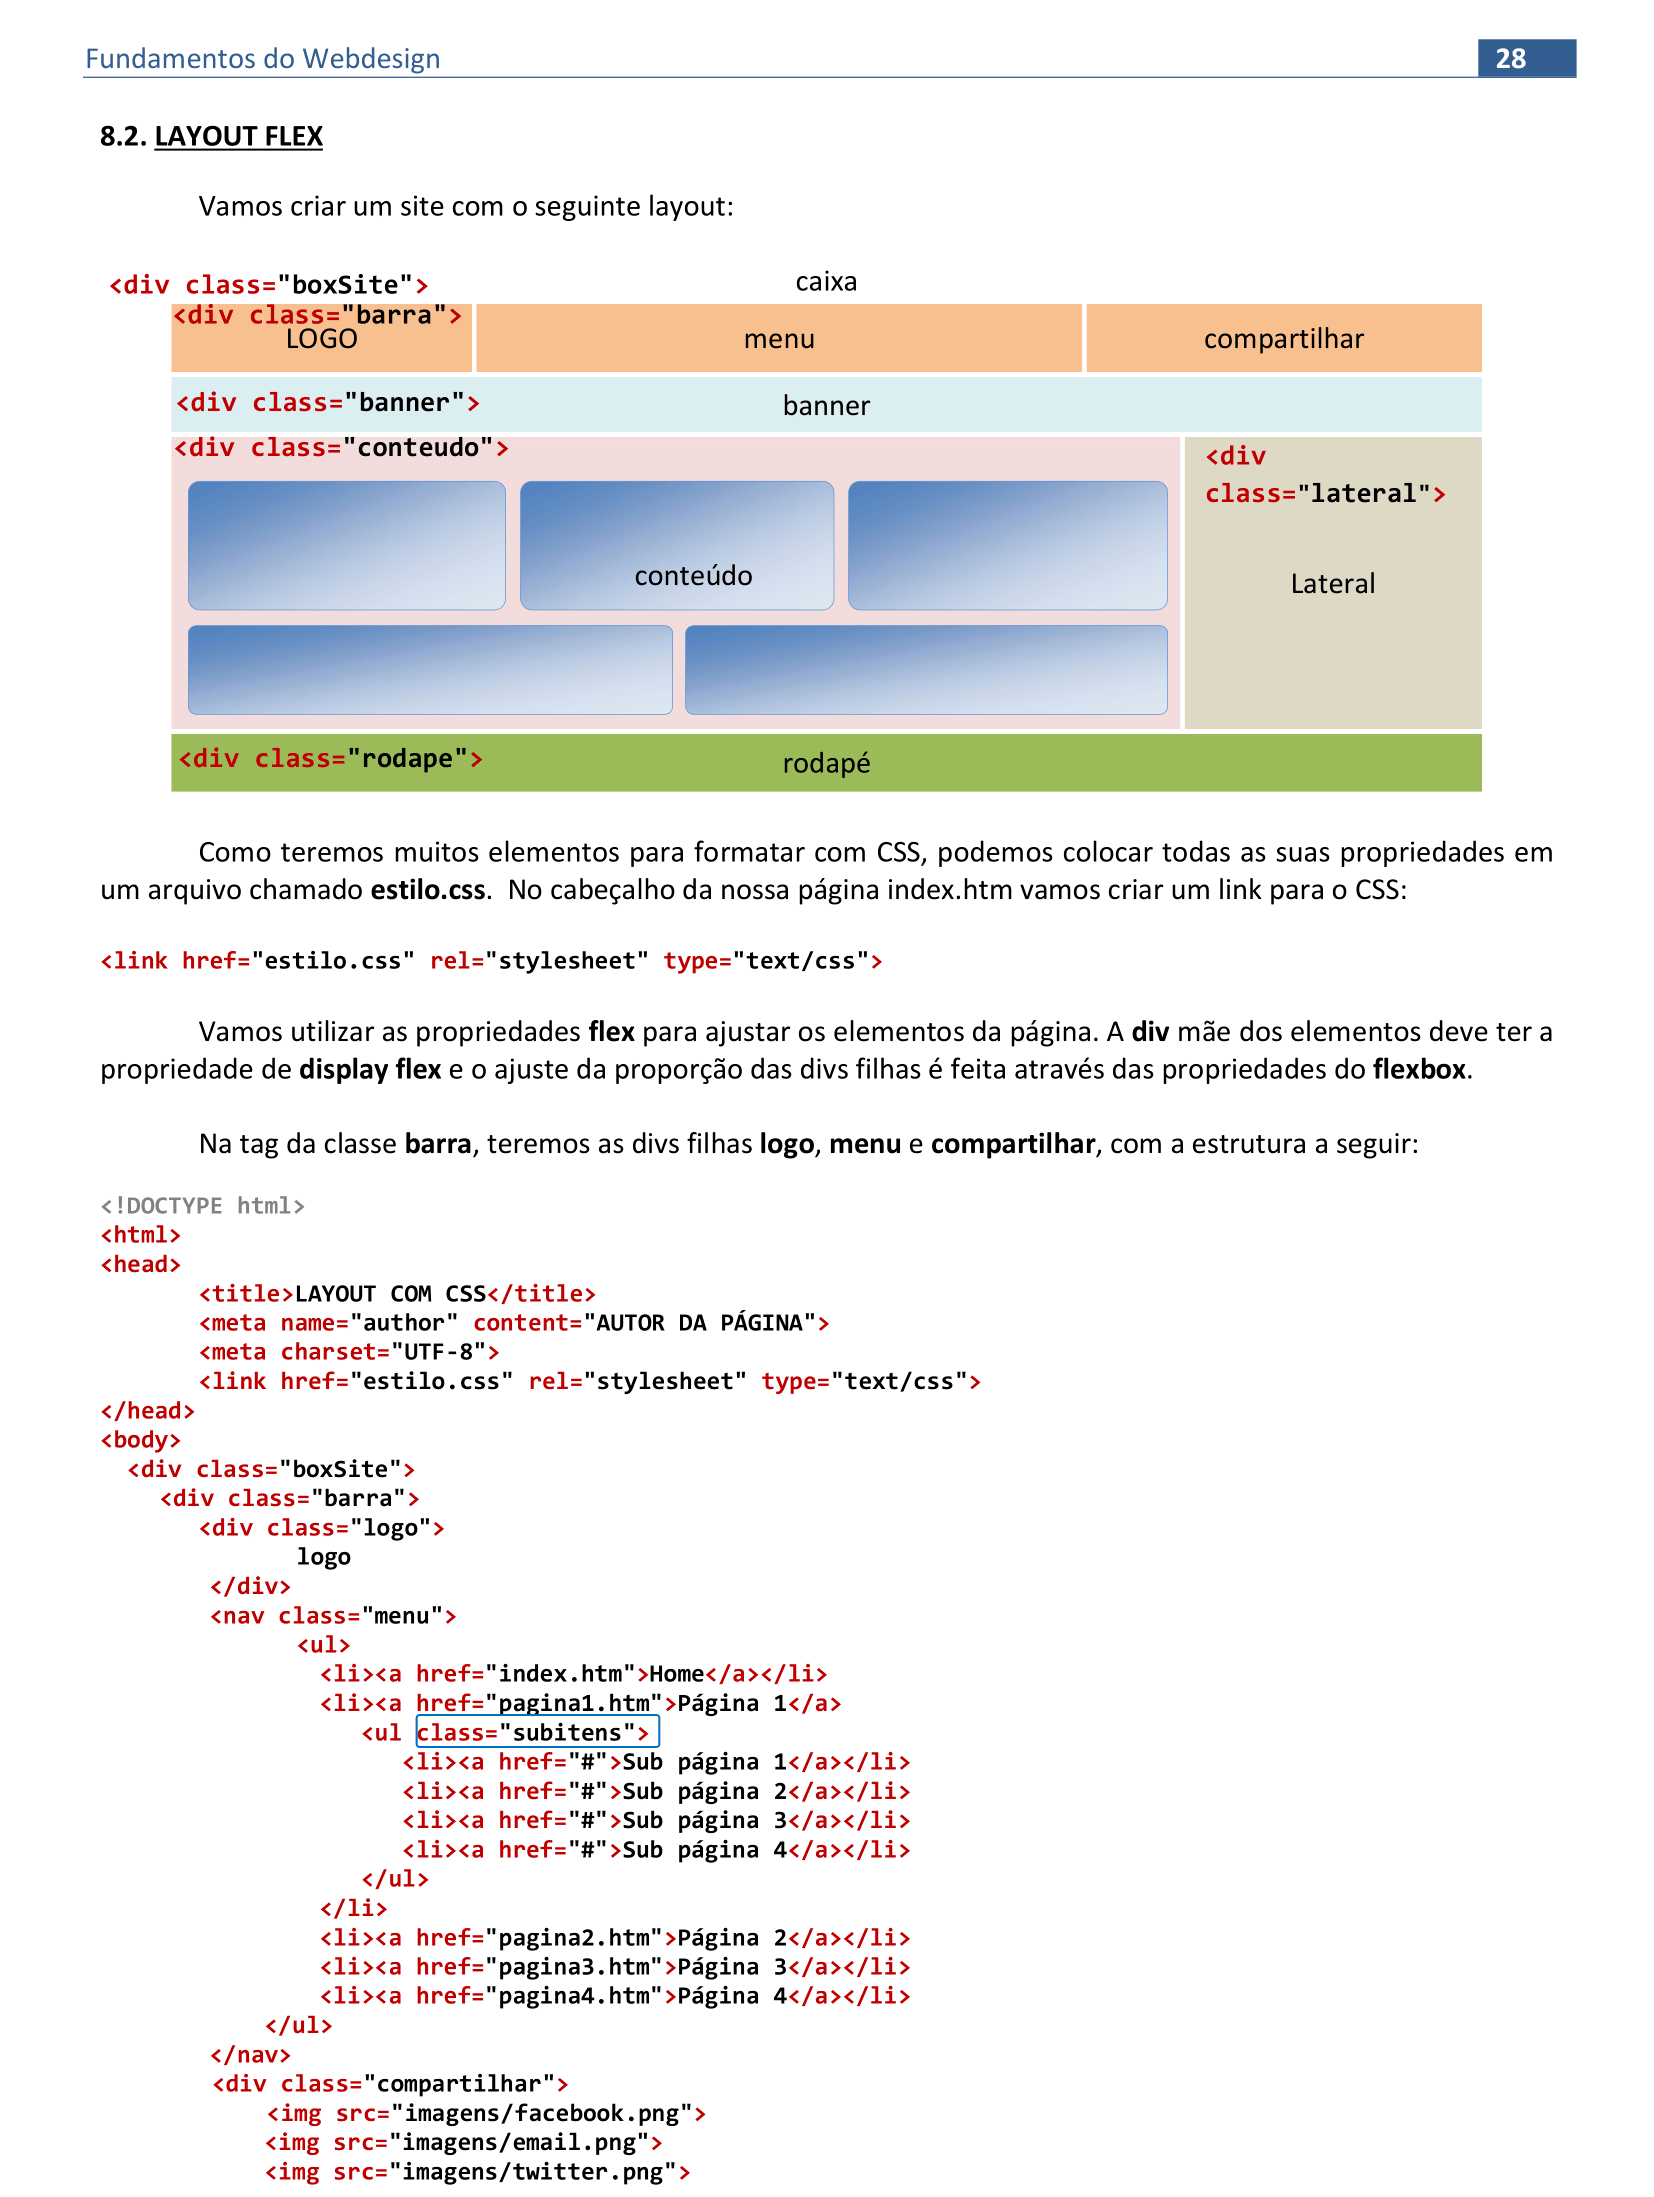 Fundamentos do Webdesign 28
8.2. LAYOUT FLEX
Vamos criar um site com o seguinte layout:
<div class="boxSite">
caixa
<div class="barra">
LOGO
menu
compartilhar
<div class="banner">
banner
<div class="conteudo">
conteúdo
<div
class="lateral">
Lateral
<div class="rodape">
rodapé
Como teremos muitos elementos para formatar com CSS, podemos colocar todas as suas propriedades em
um arquivo chamado estilo.css.  No cabeçalho da nossa página index.htm vamos criar um link para o CSS:
<link href="estilo.css" rel="stylesheet" type="text/css">
Vamos utilizar as propriedades flex para ajustar os elementos da página. A div mãe dos elementos deve ter a
propriedade de display flex e o ajuste da proporção das divs filhas é feita através das propriedades do flexbox.
Na tag da classe barra, teremos as divs filhas logo, menu e compartilhar, com a estrutura a seguir:
<!DOCTYPE html>
<html>
<head>
<title>LAYOUT COM CSS</title>
<meta name="author" content="AUTOR DA PÁGINA">
<meta charset="UTF-8">
<link href="estilo.css" rel="stylesheet" type="text/css">
</head>
<body>
<div class="boxSite">
<div class="barra">
<div class="logo">
logo
</div>
<nav class="menu">
<ul>
<li><a href="index.htm">Home</a></li>
<li><a href="pagina1.htm">Página 1</a>
<ul class="subitens">
<li><a href="#">Sub página 1</a></li>
<li><a href="#">Sub página 2</a></li>
<li><a href="#">Sub página 3</a></li>
<li><a href="#">Sub página 4</a></li>
</ul>
</li>
<li><a href="pagina2.htm">Página 2</a></li>
<li><a href="pagina3.htm">Página 3</a></li>
<li><a href="pagina4.htm">Página 4</a></li>
</ul>
</nav>
<div class="compartilhar">
<img src="imagens/facebook.png">
<img src="imagens/email.png">
<img src="imagens/twitter.png">